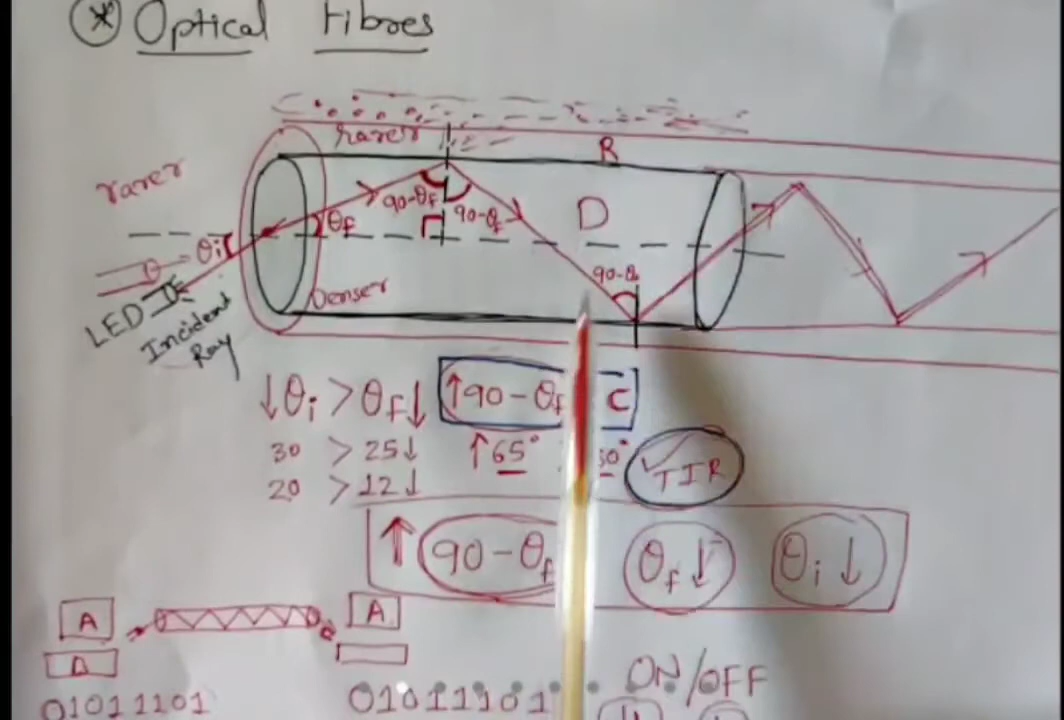 * Optical Fibres
rarer R
rarer
90-θf 90-θf D
θi θf
90-θ
Denser
LED
Incident
Ray
↓θi > θf↓ ↑90-θf C
30 > 25↓ ↑65° 50°
TIR
20 > 12↓
↑ 90-θf θf↓ θi↓
A A
ON/OFF
01011101 01011101